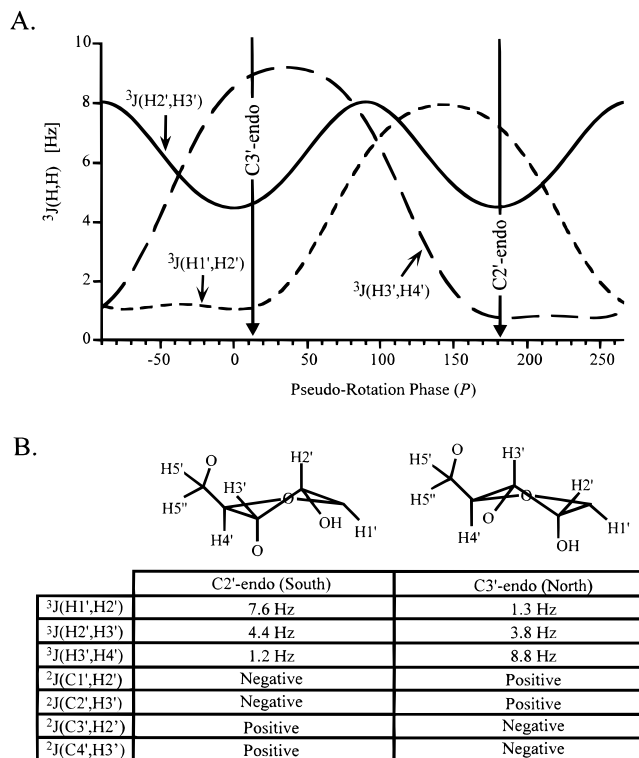 A.
10
8
6
4
2
0
³J(H,H) [Hz]
³J(H2',H3')
³J(H1',H2')
C3'-endo
³J(H3',H4')
C2'-endo
-50 0 50 100 150 200 250
Pseudo-Rotation Phase (P)
B.
H5' O H2' H3' O H5'' H4' O OH H1'
H5' O H3' O H2' H5'' H4' O OH H1'
C2'-endo (South) C3'-endo (North)
³J(H1',H2') 7.6 Hz 1.3 Hz
³J(H2',H3') 4.4 Hz 3.8 Hz
³J(H3',H4') 1.2 Hz 8.8 Hz
²J(C1',H2') Negative Positive
²J(C2',H3') Negative Positive
²J(C3',H2’) Positive Negative
²J(C4',H3’) Positive Negative